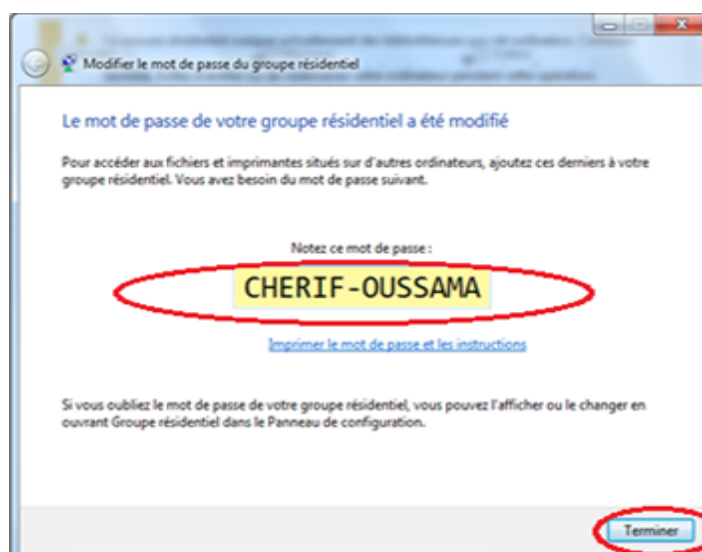 Modifier le mot de passe du groupe résidentiel
Le mot de passe de votre groupe résidentiel a été modifié
Pour accéder aux fichiers et imprimantes situés sur d'autres ordinateurs, ajoutez ces derniers à votre
groupe résidentiel. Vous avez besoin du mot de passe suivant.
Notez ce mot de passe :
CHERIF-OUSSAMA
Imprimer le mot de passe et les instructions
Si vous oubliez le mot de passe de votre groupe résidentiel, vous pouvez l'afficher ou le changer en
ouvrant Groupe résidentiel dans le Panneau de configuration.
Terminer